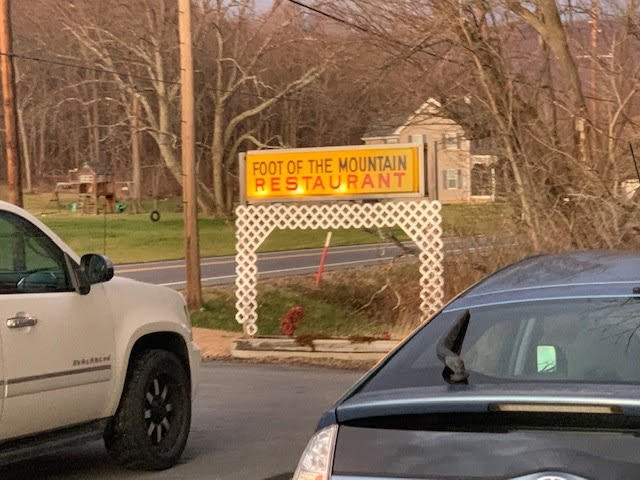 FOOT OF THE MOUNTAIN
RESTAURANT
AVALANCHE